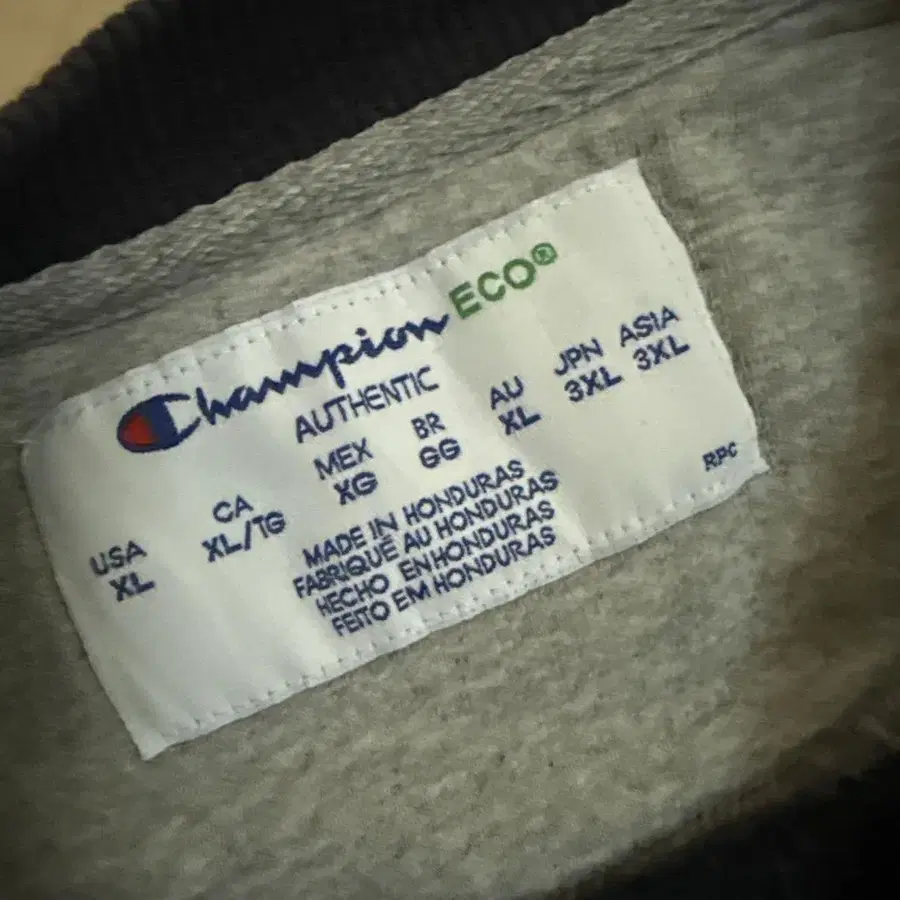 Champion ECO®
AUTHENTIC
USA CA MEX BR AU JPN ASIA
XL XL/TG XG GG XL 3XL 3XL
MADE IN HONDURAS
FABRIQUÉ AU HONDURAS
HECHO EN HONDURAS
FEITO EM HONDURAS
RPC